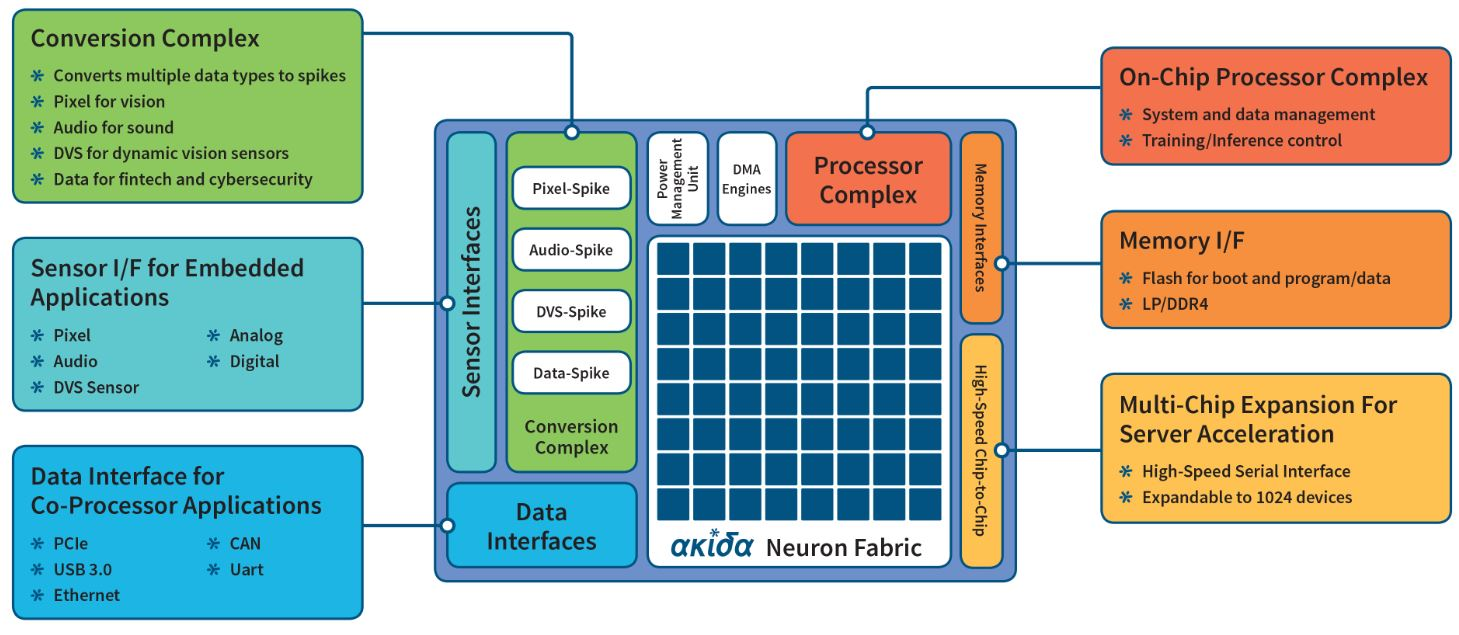 Conversion Complex
Converts multiple data types to spikes
Pixel for vision
Audio for sound
DVS for dynamic vision sensors
Data for fintech and cybersecurity
Sensor I/F for Embedded
Applications
Pixel
Audio
DVS Sensor
Analog
Digital
Data Interface for
Co-Processor Applications
PCIe
USB 3.0
Ethernet
CAN
Uart
Sensor Interfaces
Pixel-Spike
Audio-Spike
DVS-Spike
Data-Spike
Conversion
Complex
Data
Interfaces
Power
Management
Unit
DMA
Engines
Processor
Complex
Memory Interfaces
High-Speed Chip-to-Chip
ακίδα Neuron Fabric
On-Chip Processor Complex
System and data management
Training/Inference control
Memory I/F
Flash for boot and program/data
LP/DDR4
Multi-Chip Expansion For
Server Acceleration
High-Speed Serial Interface
Expandable to 1024 devices